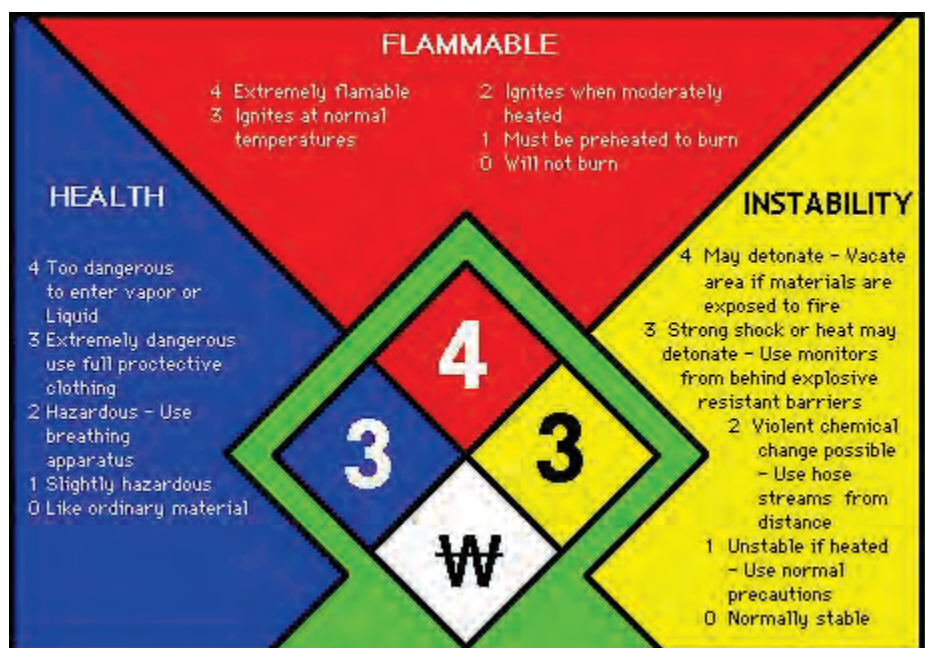 FLAMMABLE
4 Extremely flamable
3 Ignites at normal
temperatures
2 Ignites when moderately
heated
1 Must be preheated to burn
0 Will not burn
HEALTH
4 Too dangerous
to enter vapor or
Liquid
3 Extremely dangerous
use full proctective
clothing
2 Hazardous - Use
breathing
apparatus
1 Slightly hazardous
0 Like ordinary material
INSTABILITY
4 May detonate - Vacate
area if materials are
exposed to fire
3 Strong shock or heat may
detonate - Use monitors
from behind explosive
resistant barriers
2 Violent chemical
change possible
- Use hose
streams from
distance
1 Unstable if heated
- Use normal
precautions
0 Normally stable
4
3
3
W